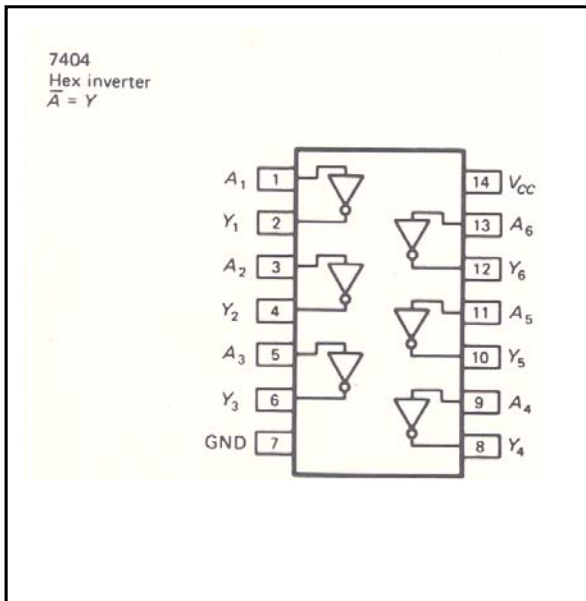 7404
Hex inverter
A̅ = Y
A₁ 1 14 V_CC
Y₁ 2 13 A₆
A₂ 3 12 Y₆
Y₂ 4 11 A₅
A₃ 5 10 Y₅
Y₃ 6 9 A₄
GND 7 8 Y₄